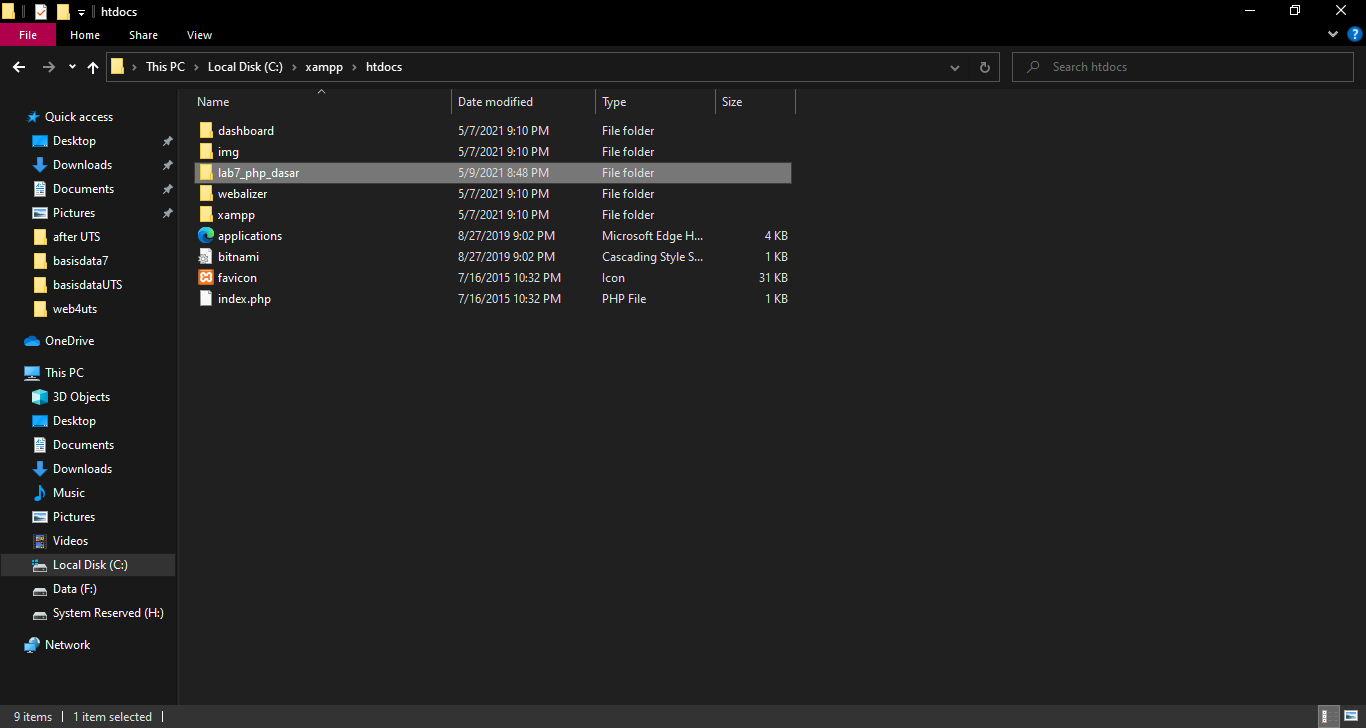 htdocs
File Home Share View
This PC Local Disk (C:) xampp htdocs
Search htdocs
Name Date modified Type Size
dashboard 5/7/2021 9:10 PM File folder
img 5/7/2021 9:10 PM File folder
lab7_php_dasar 5/9/2021 8:48 PM File folder
webalizer 5/7/2021 9:10 PM File folder
xampp 5/7/2021 9:10 PM File folder
applications 8/27/2019 9:02 PM Microsoft Edge H... 4 KB
bitnami 8/27/2019 9:02 PM Cascading Style S... 1 KB
favicon 7/16/2015 10:32 PM Icon 31 KB
index.php 7/16/2015 10:32 PM PHP File 1 KB
Quick access
Desktop
Downloads
Documents
Pictures
after UTS
basisdata7
basisdataUTS
web4uts
OneDrive
This PC
3D Objects
Desktop
Documents
Downloads
Music
Pictures
Videos
Local Disk (C:)
Data (F:)
System Reserved (H:)
Network
9 items 1 item selected